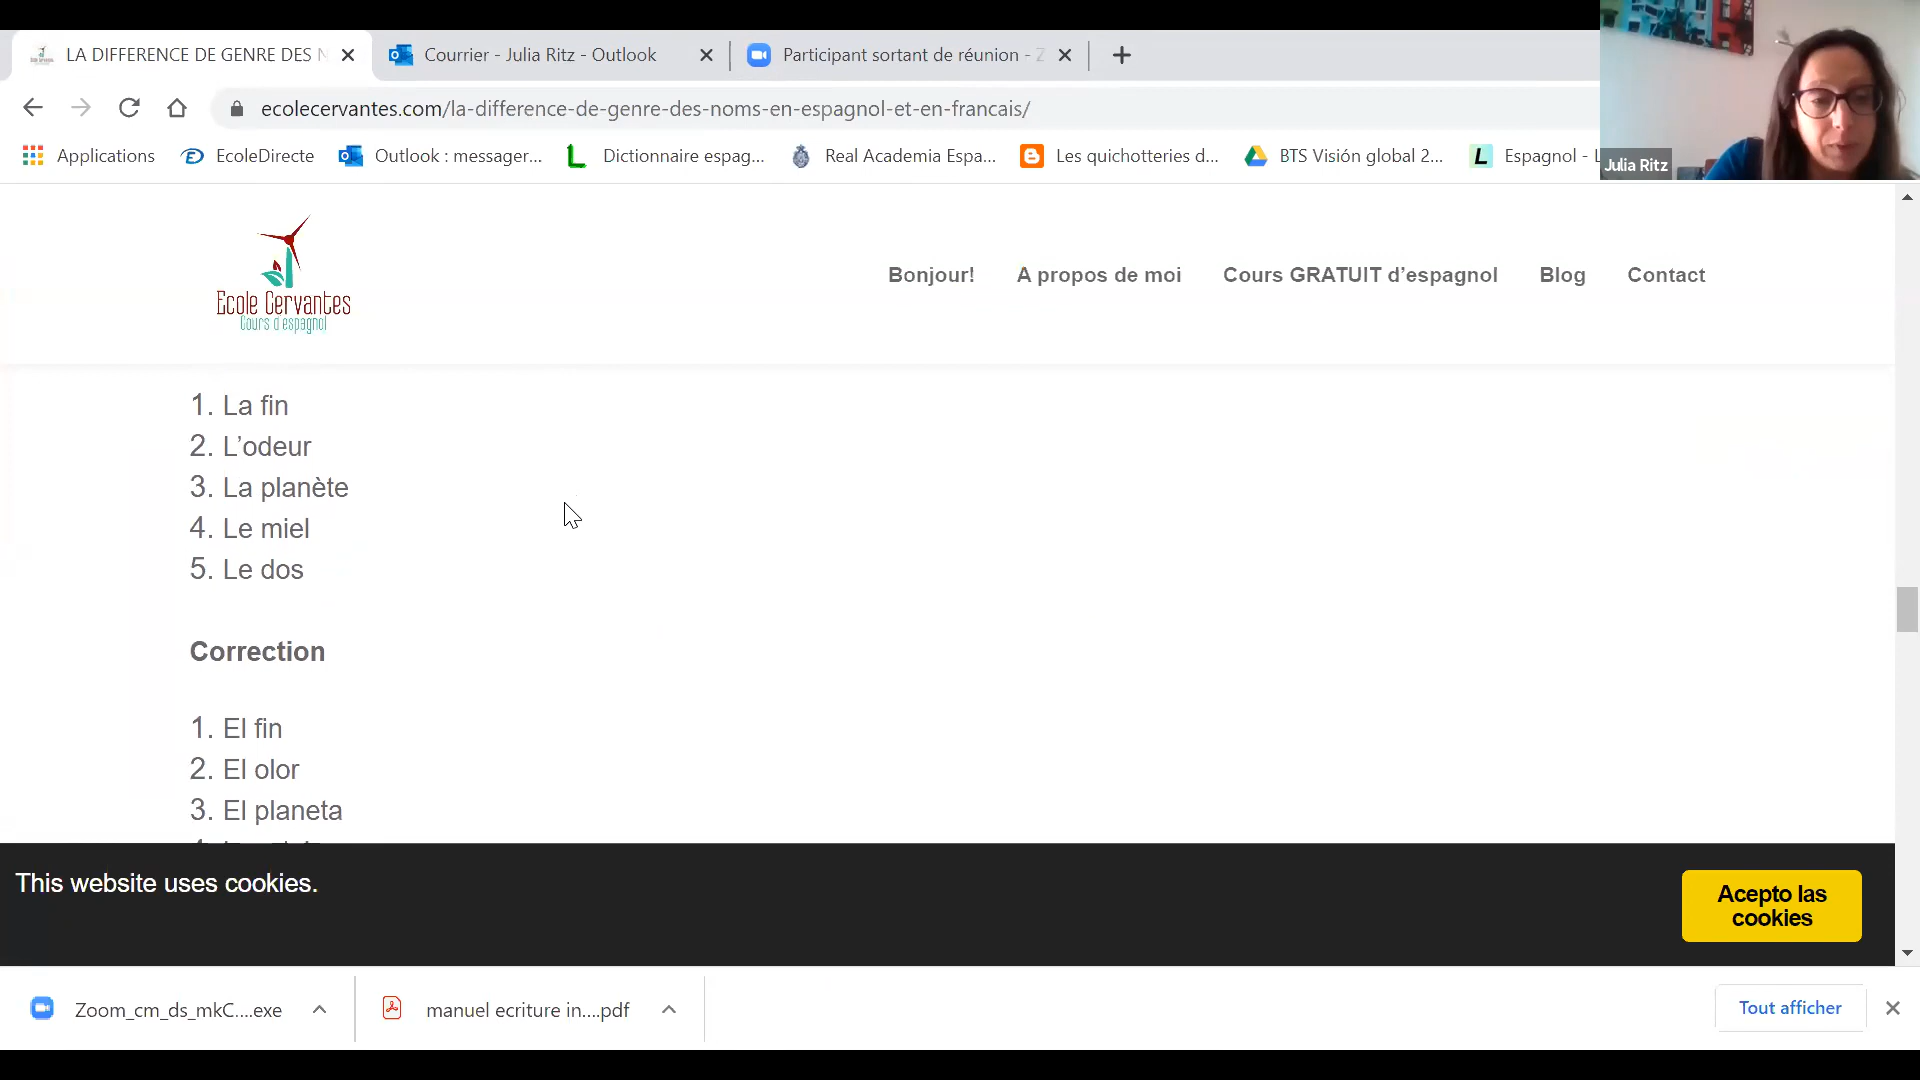 LA DIFFERENCE DE GENRE DES N
Courrier - Julia Ritz - Outlook
Participant sortant de réunion - Z
ecolecervantes.com/la-difference-de-genre-des-noms-en-espagnol-et-en-francais/
Applications
EcoleDirecte
Outlook : messager...
Dictionnaire espag...
Real Academia Espa...
Les quichotteries d...
BTS Visión global 2...
Espagnol - L
Julia Ritz
Ecole Cervantes
Cours d'espagnol
Bonjour!
A propos de moi
Cours GRATUIT d’espagnol
Blog
Contact
1. La fin
2. L’odeur
3. La planète
4. Le miel
5. Le dos
Correction
1. El fin
2. El olor
3. El planeta
This website uses cookies.
Acepto las
cookies
Zoom_cm_ds_mkC....exe
manuel ecriture in....pdf
Tout afficher